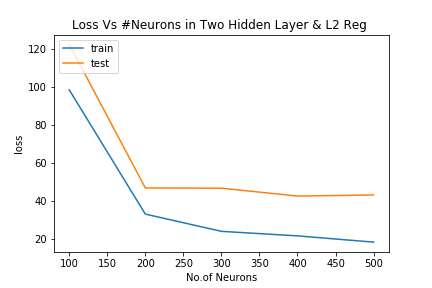 Loss Vs #Neurons in Two Hidden Layer & L2 Reg
train
test
loss
120
100
80
60
40
20
100 150 200 250 300 350 400 450 500
No.of Neurons